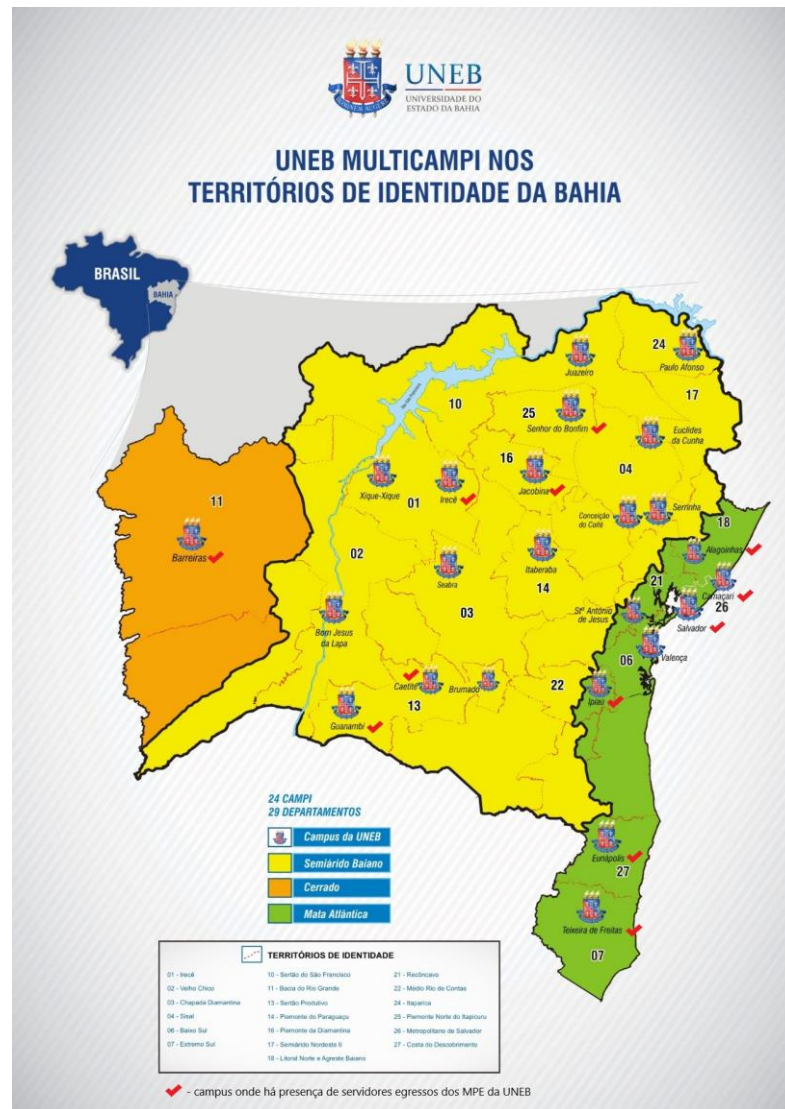 UNEB
UNIVERSIDADE DO
ESTADO DA BAHIA
UNEB MULTICAMPI NOS
TERRITÓRIOS DE IDENTIDADE DA BAHIA
BRASIL
BAHIA
24
Paulo Afonso
Juazeiro
17
10
25
Senhor do Bonfim
Euclides
da Cunha
16
04
Xique-Xique
01
Irecê
Jacobina
11
Conceição
do Coité
Serrinha
18
Barreiras
Alagoinhas
02
Seabra
Itaberaba
14
21
Camaçari
26
03
Stº Antônio
de Jesus
Salvador
Bom Jesus
da Lapa
06
Valença
Caetité
Brumado
22
Ipiaú
13
Guanambi
24 CAMPI
29 DEPARTAMENTOS
Campus da UNEB
Semiárido Baiano
Cerrado
Mata Atlântica
Eunápolis
27
Teixeira de Freitas
07
TERRITÓRIOS DE IDENTIDADE
01 - Irecê
02 - Velho Chico
03 - Chapada Diamantina
04 - Sisal
06 - Baixo Sul
07 - Extremo Sul
10 - Sertão do São Francisco
11 - Bacia do Rio Grande
13 - Sertão Produtivo
14 - Piemonte do Paraguaçu
16 - Piemonte da Diamantina
17 - Semiárido Nordeste II
18 - Litoral Norte e Agreste Baiano
21 - Recôncavo
22 - Médio Rio de Contas
24 - Itaparica
25 - Piemonte Norte do Itapicuru
26 - Metropolitano de Salvador
27 - Costa do Descobrimento
- campus onde há presença de servidores egressos dos MPE da UNEB